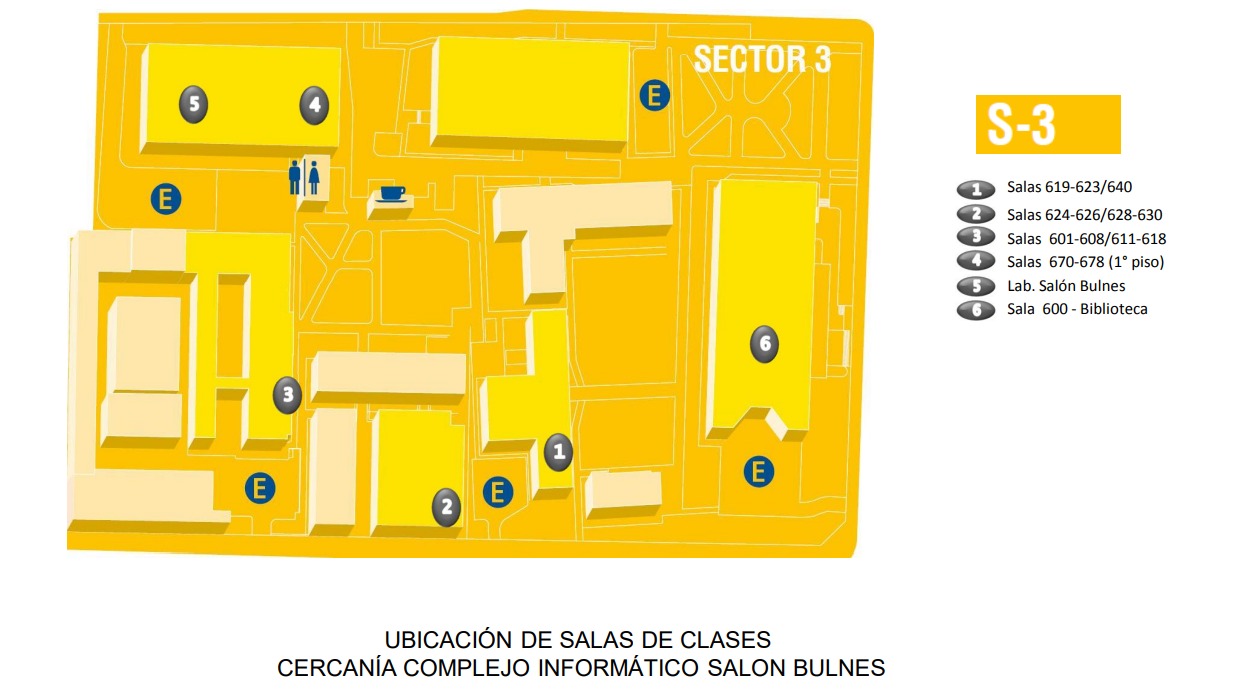 SECTOR 3
5
4
E
E
6
3
1
E
E
E
2
S-3
1 Salas 619-623/640
2 Salas 624-626/628-630
3 Salas 601-608/611-618
4 Salas 670-678 (1° piso)
5 Lab. Salón Bulnes
6 Sala 600 - Biblioteca
UBICACIÓN DE SALAS DE CLASES
CERCANÍA COMPLEJO INFORMÁTICO SALON BULNES